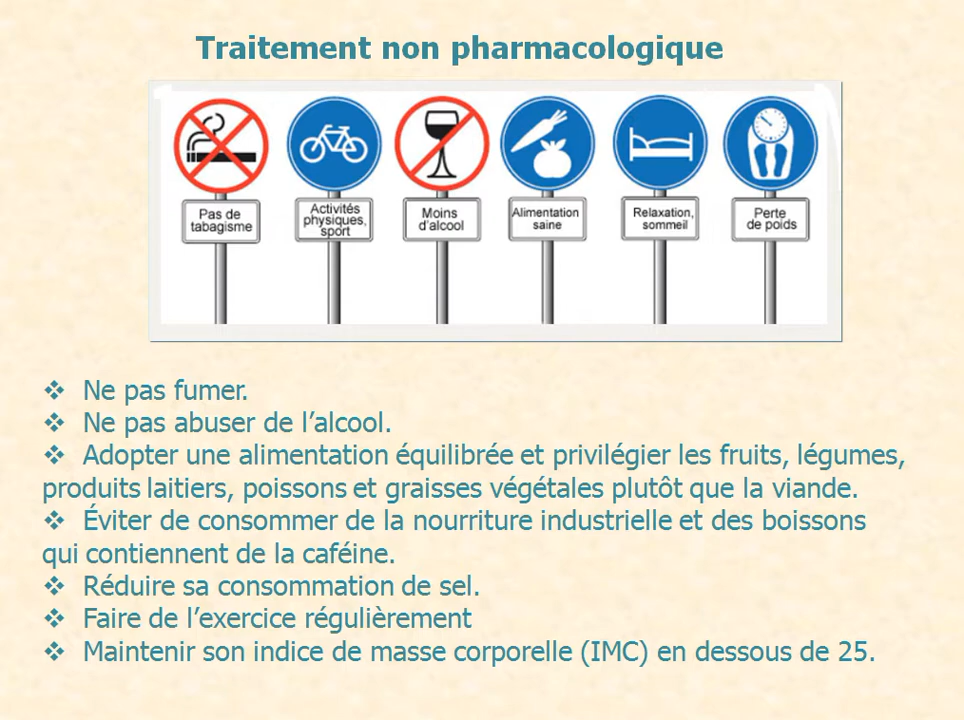 Traitement non pharmacologique
Pas de
tabagisme
Activités
physiques,
sport
Moins
d'alcool
Alimentation
saine
Relaxation,
sommeil
Perte
de poids
❖ Ne pas fumer.
❖ Ne pas abuser de l’alcool.
❖ Adopter une alimentation équilibrée et privilégier les fruits, légumes,
produits laitiers, poissons et graisses végétales plutôt que la viande.
❖ Éviter de consommer de la nourriture industrielle et des boissons
qui contiennent de la caféine.
❖ Réduire sa consommation de sel.
❖ Faire de l’exercice régulièrement
❖ Maintenir son indice de masse corporelle (IMC) en dessous de 25.